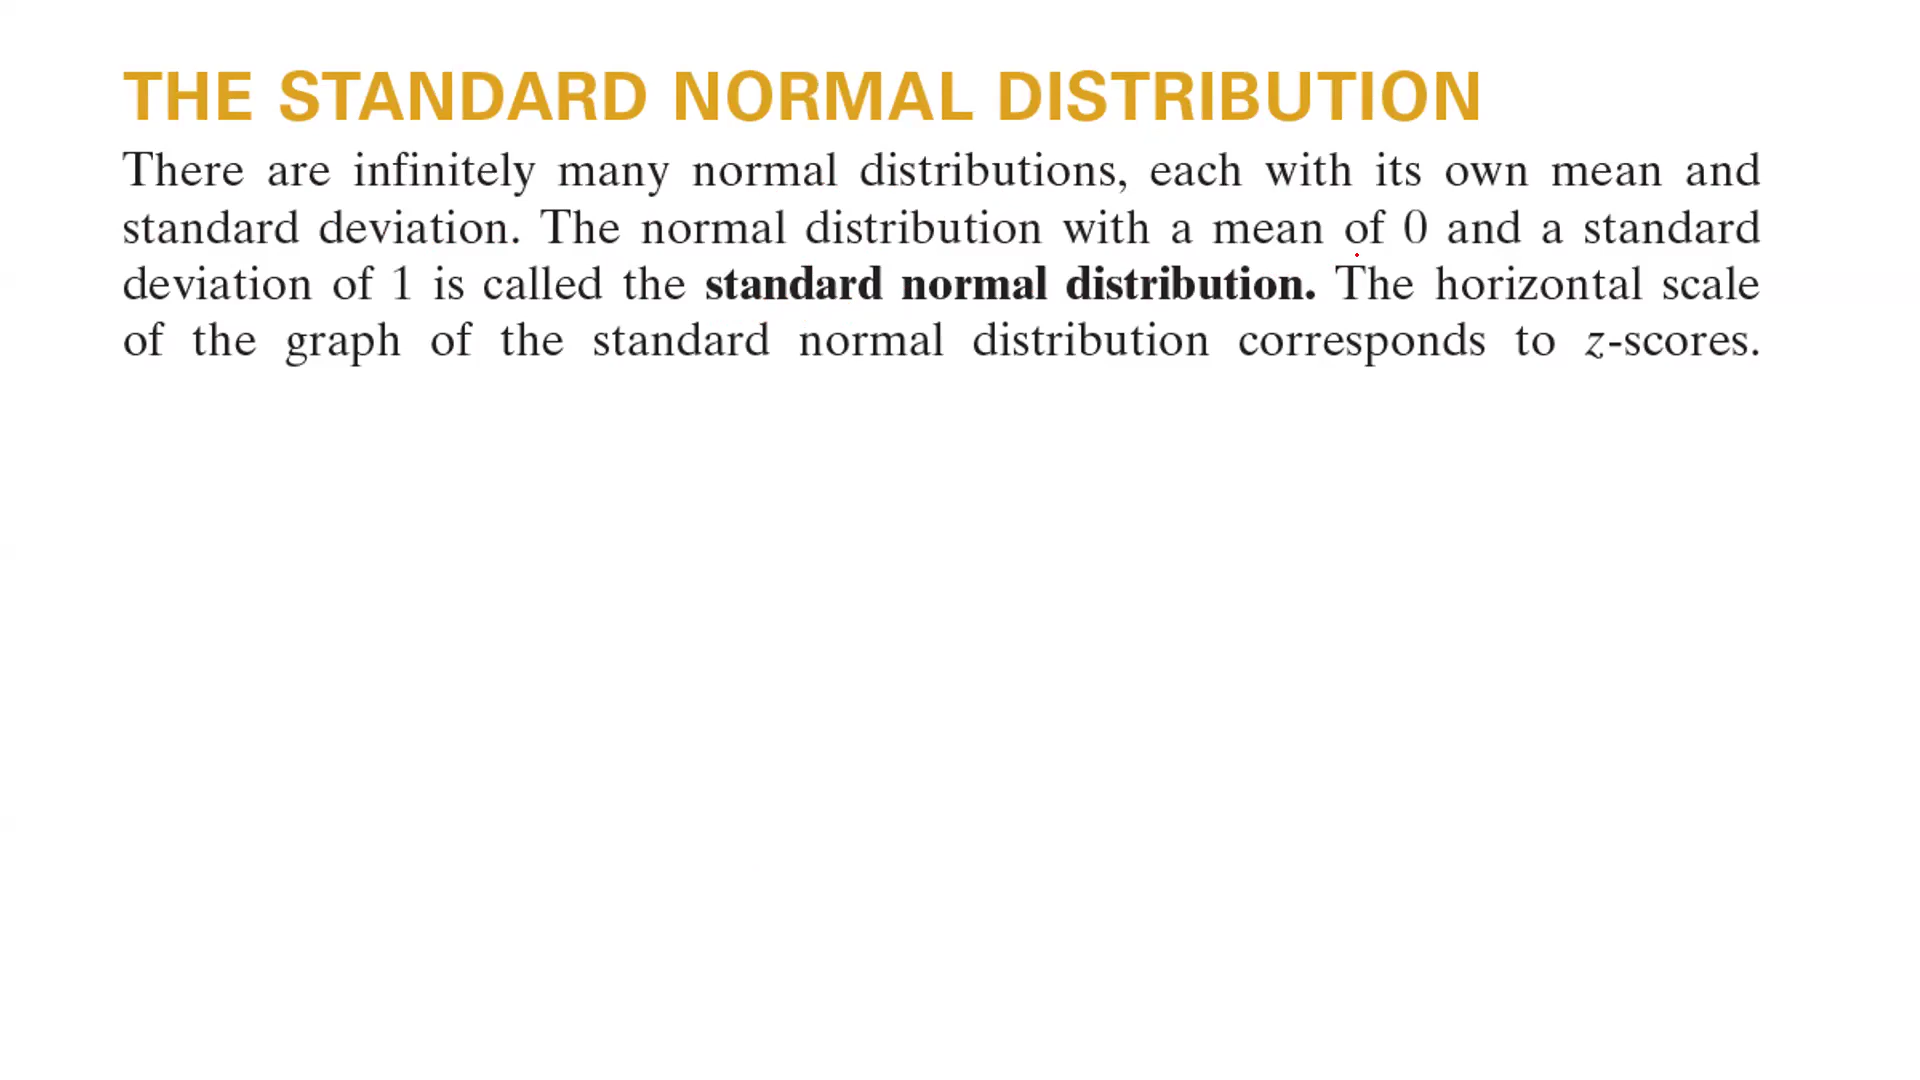 THE STANDARD NORMAL DISTRIBUTION
There are infinitely many normal distributions, each with its own mean and
standard deviation. The normal distribution with a mean of 0 and a standard
deviation of 1 is called the standard normal distribution. The horizontal scale
of the graph of the standard normal distribution corresponds to z-scores.